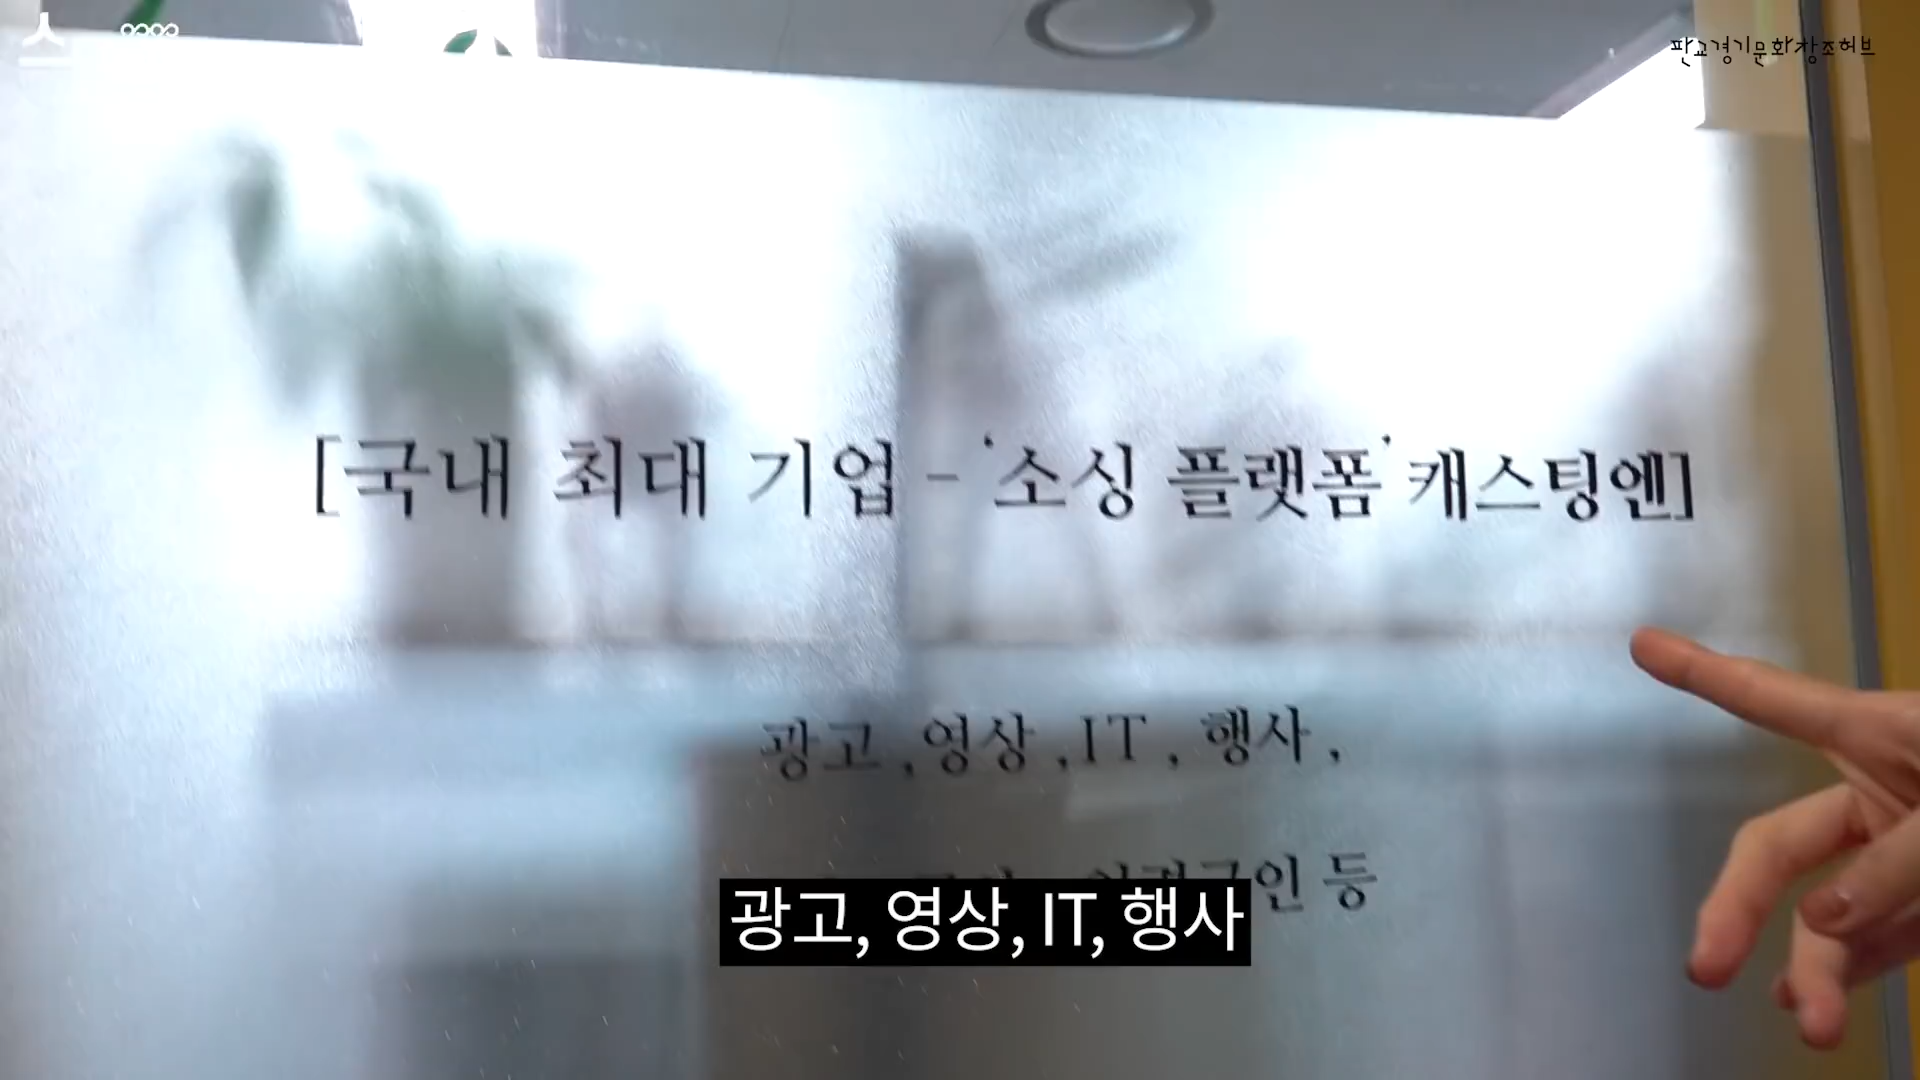 판교경기문화창조허브
[국내 최대 기업 - '소싱 플랫폼' 캐스팅엔]
광고, 영상, IT, 행사,
등
광고, 영상, IT, 행사